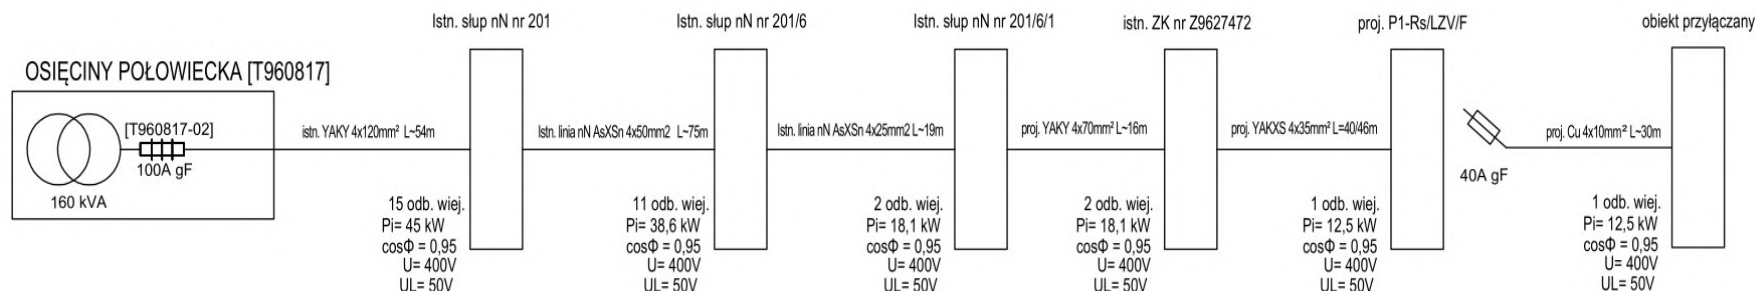 Istn. słup nN nr 201
Istn. słup nN nr 201/6
Istn. słup nN nr 201/6/1
istn. ZK nr Z9627472
proj. P1-Rs/LZV/F
obiekt przyłączany
OSIĘCINY POŁOWIECKA [T960817]
[T960817-02]
100A gF
160 kVA
istn. YAKY 4x120mm² L~54m
Istn. linia nN AsXSn 4x50mm2 L~75m
Istn. linia nN AsXSn 4x25mm2 L~19m
proj. YAKY 4x70mm² L~16m
proj. YAKXS 4x35mm² L=40/46m
40A gF
proj. Cu 4x10mm² L~30m
15 odb. wiej.
Pi= 45 kW
cosΦ = 0,95
U= 400V
UL= 50V
11 odb. wiej.
Pi= 38,6 kW
cosΦ = 0,95
U= 400V
UL= 50V
2 odb. wiej.
Pi= 18,1 kW
cosΦ = 0,95
U= 400V
UL= 50V
2 odb. wiej.
Pi= 18,1 kW
cosΦ = 0,95
U= 400V
UL= 50V
1 odb. wiej.
Pi= 12,5 kW
cosΦ = 0,95
U= 400V
UL= 50V
1 odb. wiej.
Pi= 12,5 kW
cosΦ = 0,95
U= 400V
UL= 50V